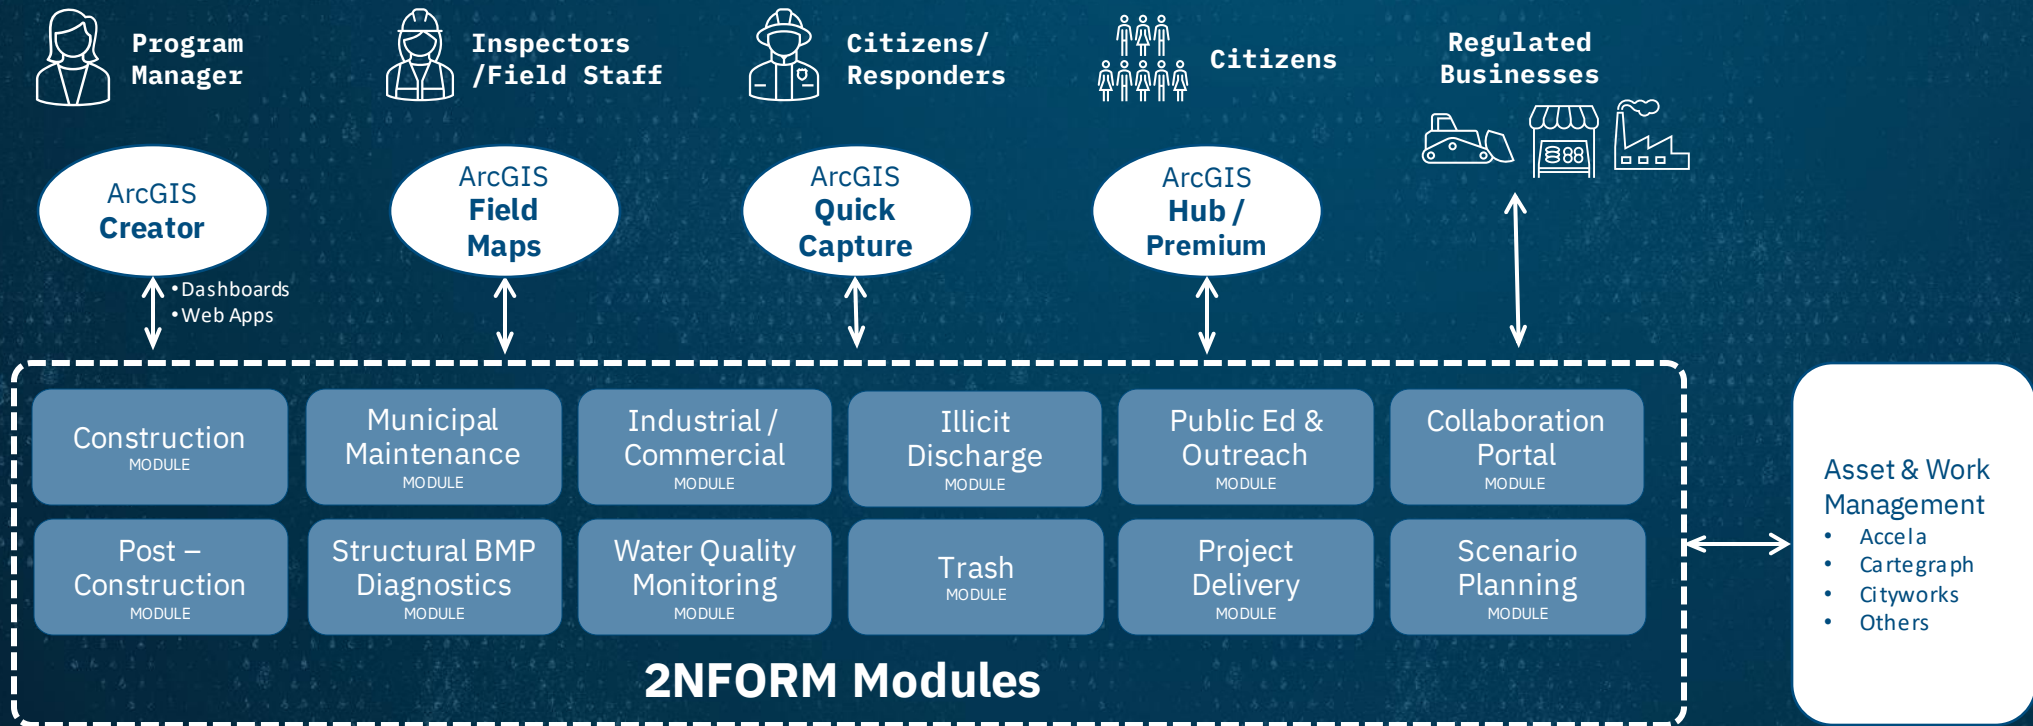 Program
Manager
Inspectors
/Field Staff
Citizens/
Responders
Citizens
Regulated
Businesses
ArcGIS
Creator
ArcGIS
Field
Maps
ArcGIS
Quick
Capture
ArcGIS
Hub /
Premium
• Dashboards
• Web Apps
Construction
MODULE
Municipal
Maintenance
MODULE
Industrial /
Commercial
MODULE
Illicit
Discharge
MODULE
Public Ed &
Outreach
MODULE
Collaboration
Portal
MODULE
Post –
Construction
MODULE
Structural BMP
Diagnostics
MODULE
Water Quality
Monitoring
MODULE
Trash
MODULE
Project
Delivery
MODULE
Scenario
Planning
MODULE
2NFORM Modules
Asset & Work
Management
• Accela
• Cartegraph
• Cityworks
• Others